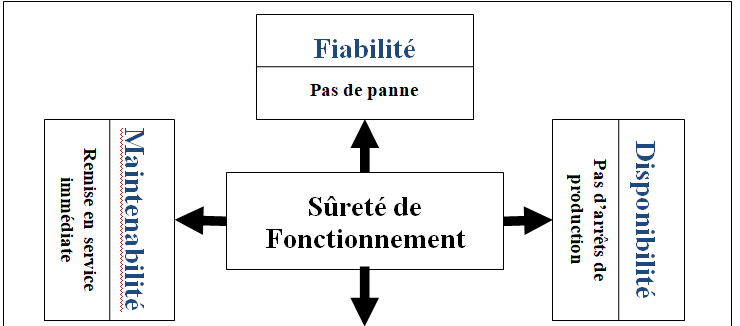 Fiabilité
Pas de panne
Maintenabilité
Remise en service
immédiate
Sûreté de
Fonctionnement
Disponibilité
Pas d’arrêts de
production